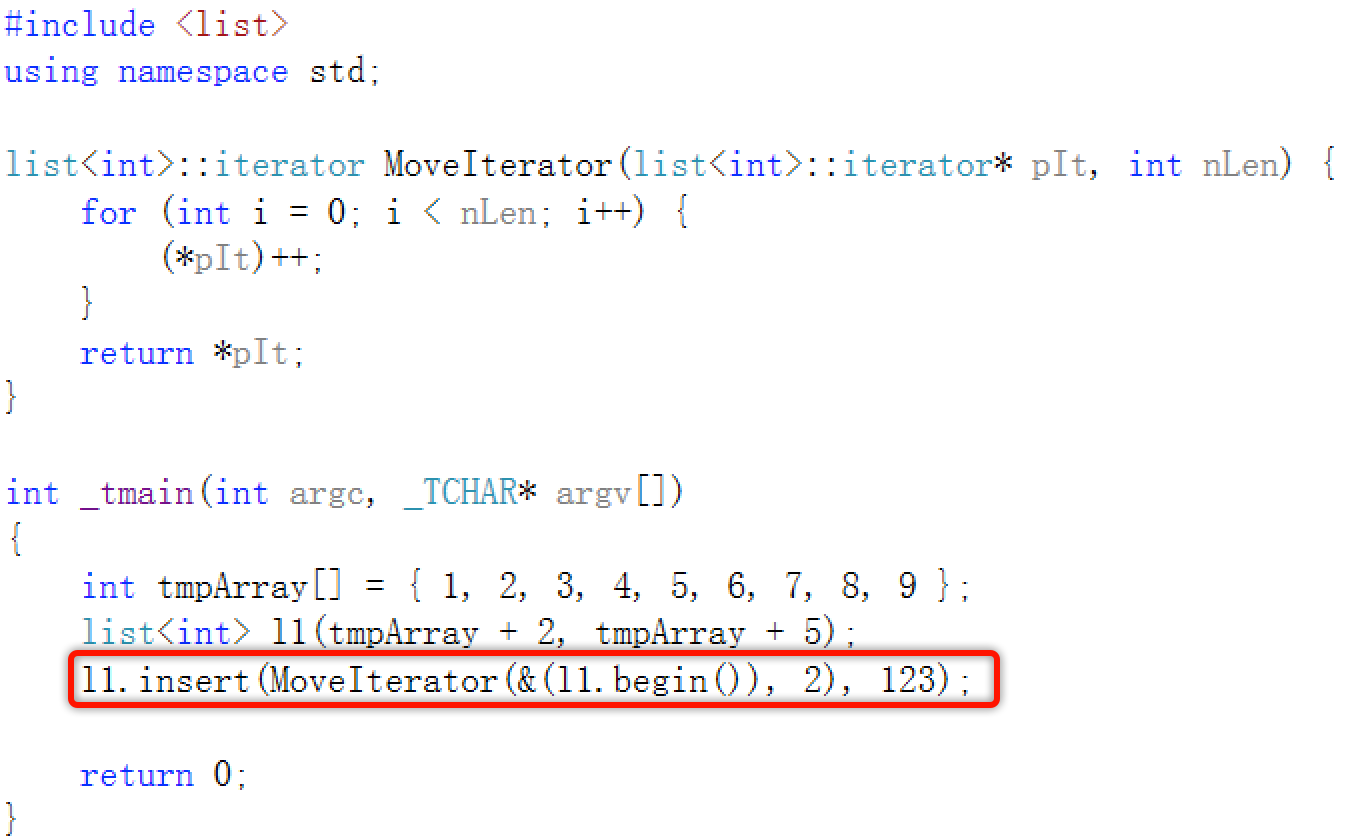 #include <list>
using namespace std;
list<int>::iterator MoveIterator(list<int>::iterator* pIt, int nLen) {
    for (int i = 0; i < nLen; i++) {
        (*pIt)++;
    }
    return *pIt;
}
int _tmain(int argc, _TCHAR* argv[])
{
    int tmpArray[] = { 1, 2, 3, 4, 5, 6, 7, 8, 9 };
    list<int> l1(tmpArray + 2, tmpArray + 5);
    l1.insert(MoveIterator(&(l1.begin()), 2), 123);
    return 0;
}